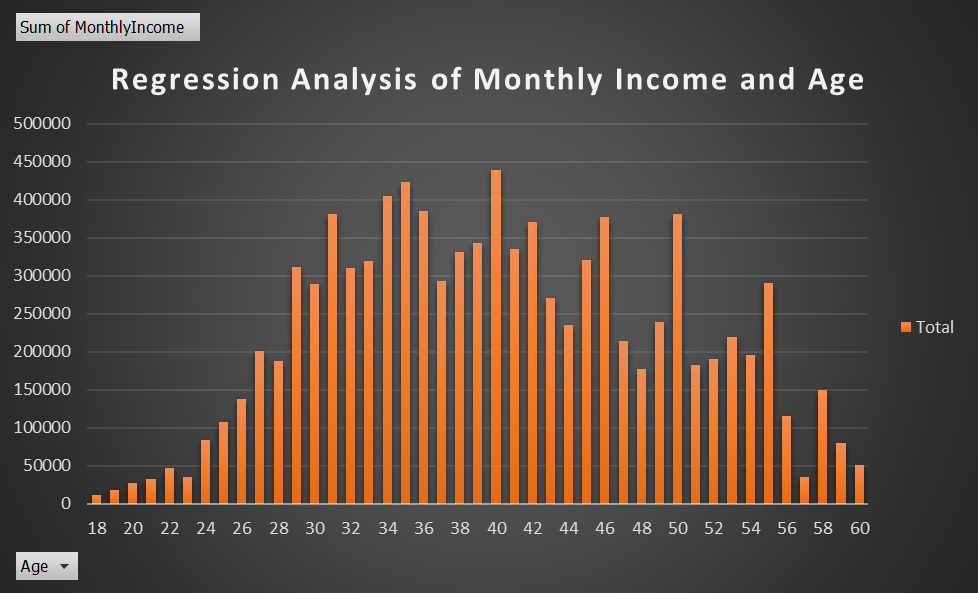 Sum of MonthlyIncome
Regression Analysis of Monthly Income and Age
500000
450000
400000
350000
300000
250000
200000
150000
100000
50000
0
18 20 22 24 26 28 30 32 34 36 38 40 42 44 46 48 50 52 54 56 58 60
Total
Age